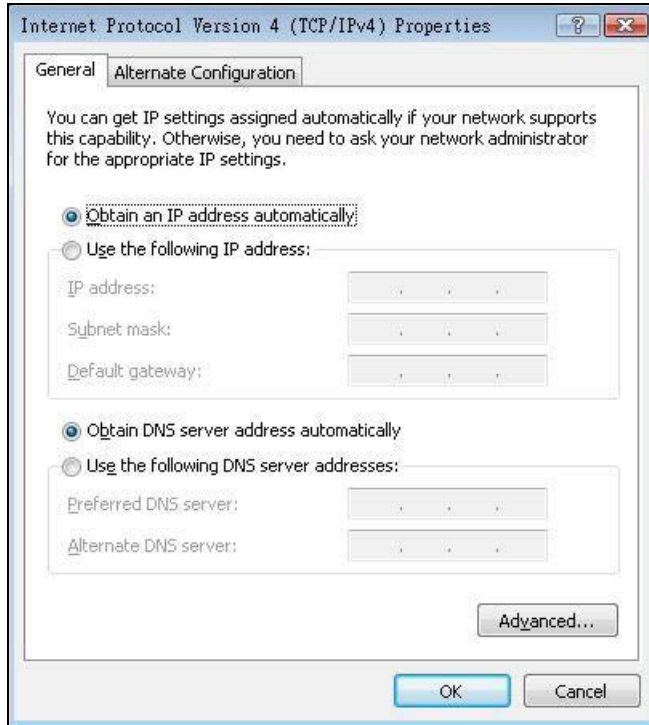 Internet Protocol Version 4 (TCP/IPv4) Properties
General
Alternate Configuration
You can get IP settings assigned automatically if your network supports
this capability. Otherwise, you need to ask your network administrator
for the appropriate IP settings.
Obtain an IP address automatically
Use the following IP address:
IP address:
Subnet mask:
Default gateway:
Obtain DNS server address automatically
Use the following DNS server addresses:
Preferred DNS server:
Alternate DNS server:
Advanced...
OK
Cancel